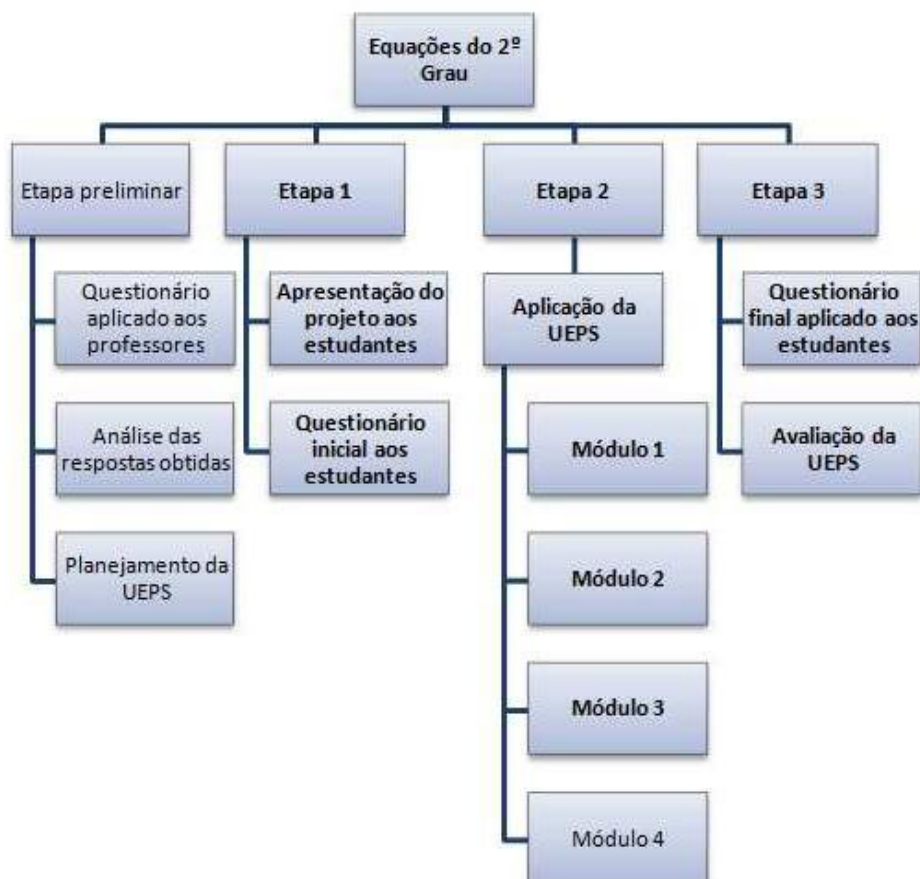 Equações do 2º
Grau
Etapa preliminar
Etapa 1
Etapa 2
Etapa 3
Questionário
aplicado aos
professores
Análise das
respostas obtidas
Planejamento da
UEPS
Apresentação do
projeto aos
estudantes
Questionário
inicial aos
estudantes
Aplicação da
UEPS
Módulo 1
Módulo 2
Módulo 3
Módulo 4
Questionário
final aplicado aos
estudantes
Avaliação da
UEPS